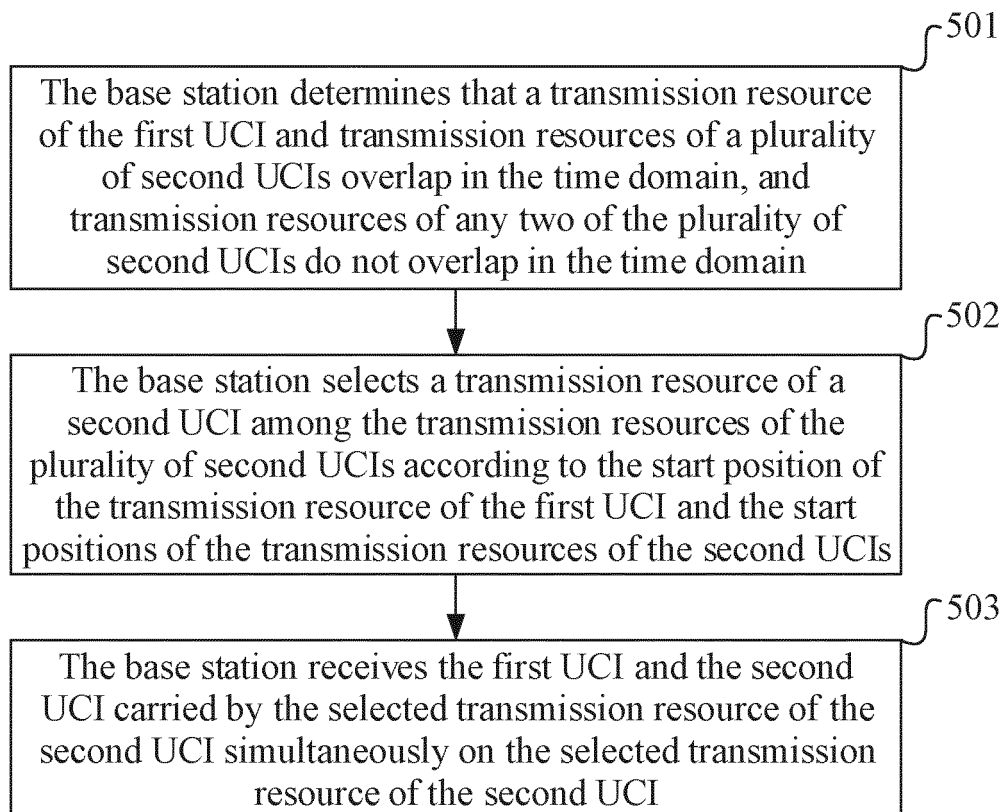 501
The base station determines that a transmission resource
of the first UCI and transmission resources of a plurality
of second UCIs overlap in the time domain, and
transmission resources of any two of the plurality of
second UCIs do not overlap in the time domain
502
The base station selects a transmission resource of a
second UCI among the transmission resources of the
plurality of second UCIs according to the start position of
the transmission resource of the first UCI and the start
positions of the transmission resources of the second UCIs
503
The base station receives the first UCI and the second
UCI carried by the selected transmission resource of the
second UCI simultaneously on the selected transmission
resource of the second UCI